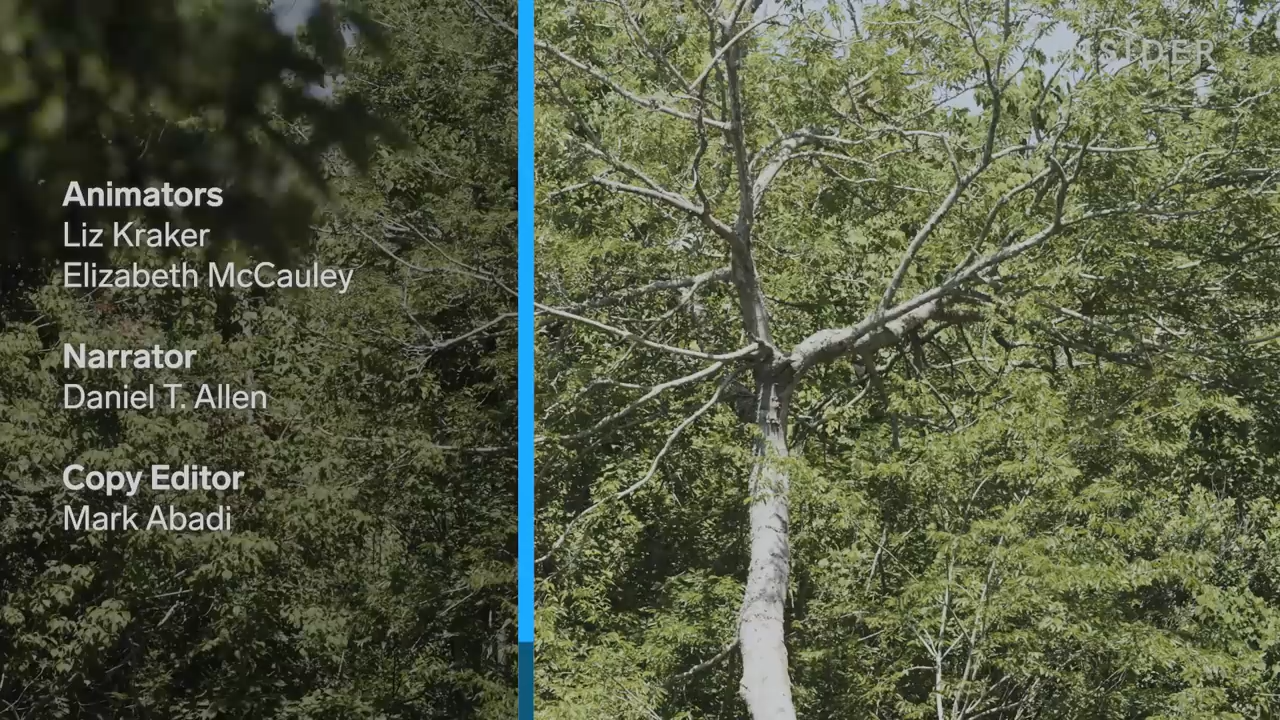 INSIDER
Animators
Liz Kraker
Elizabeth McCauley
Narrator
Daniel T. Allen
Copy Editor
Mark Abadi